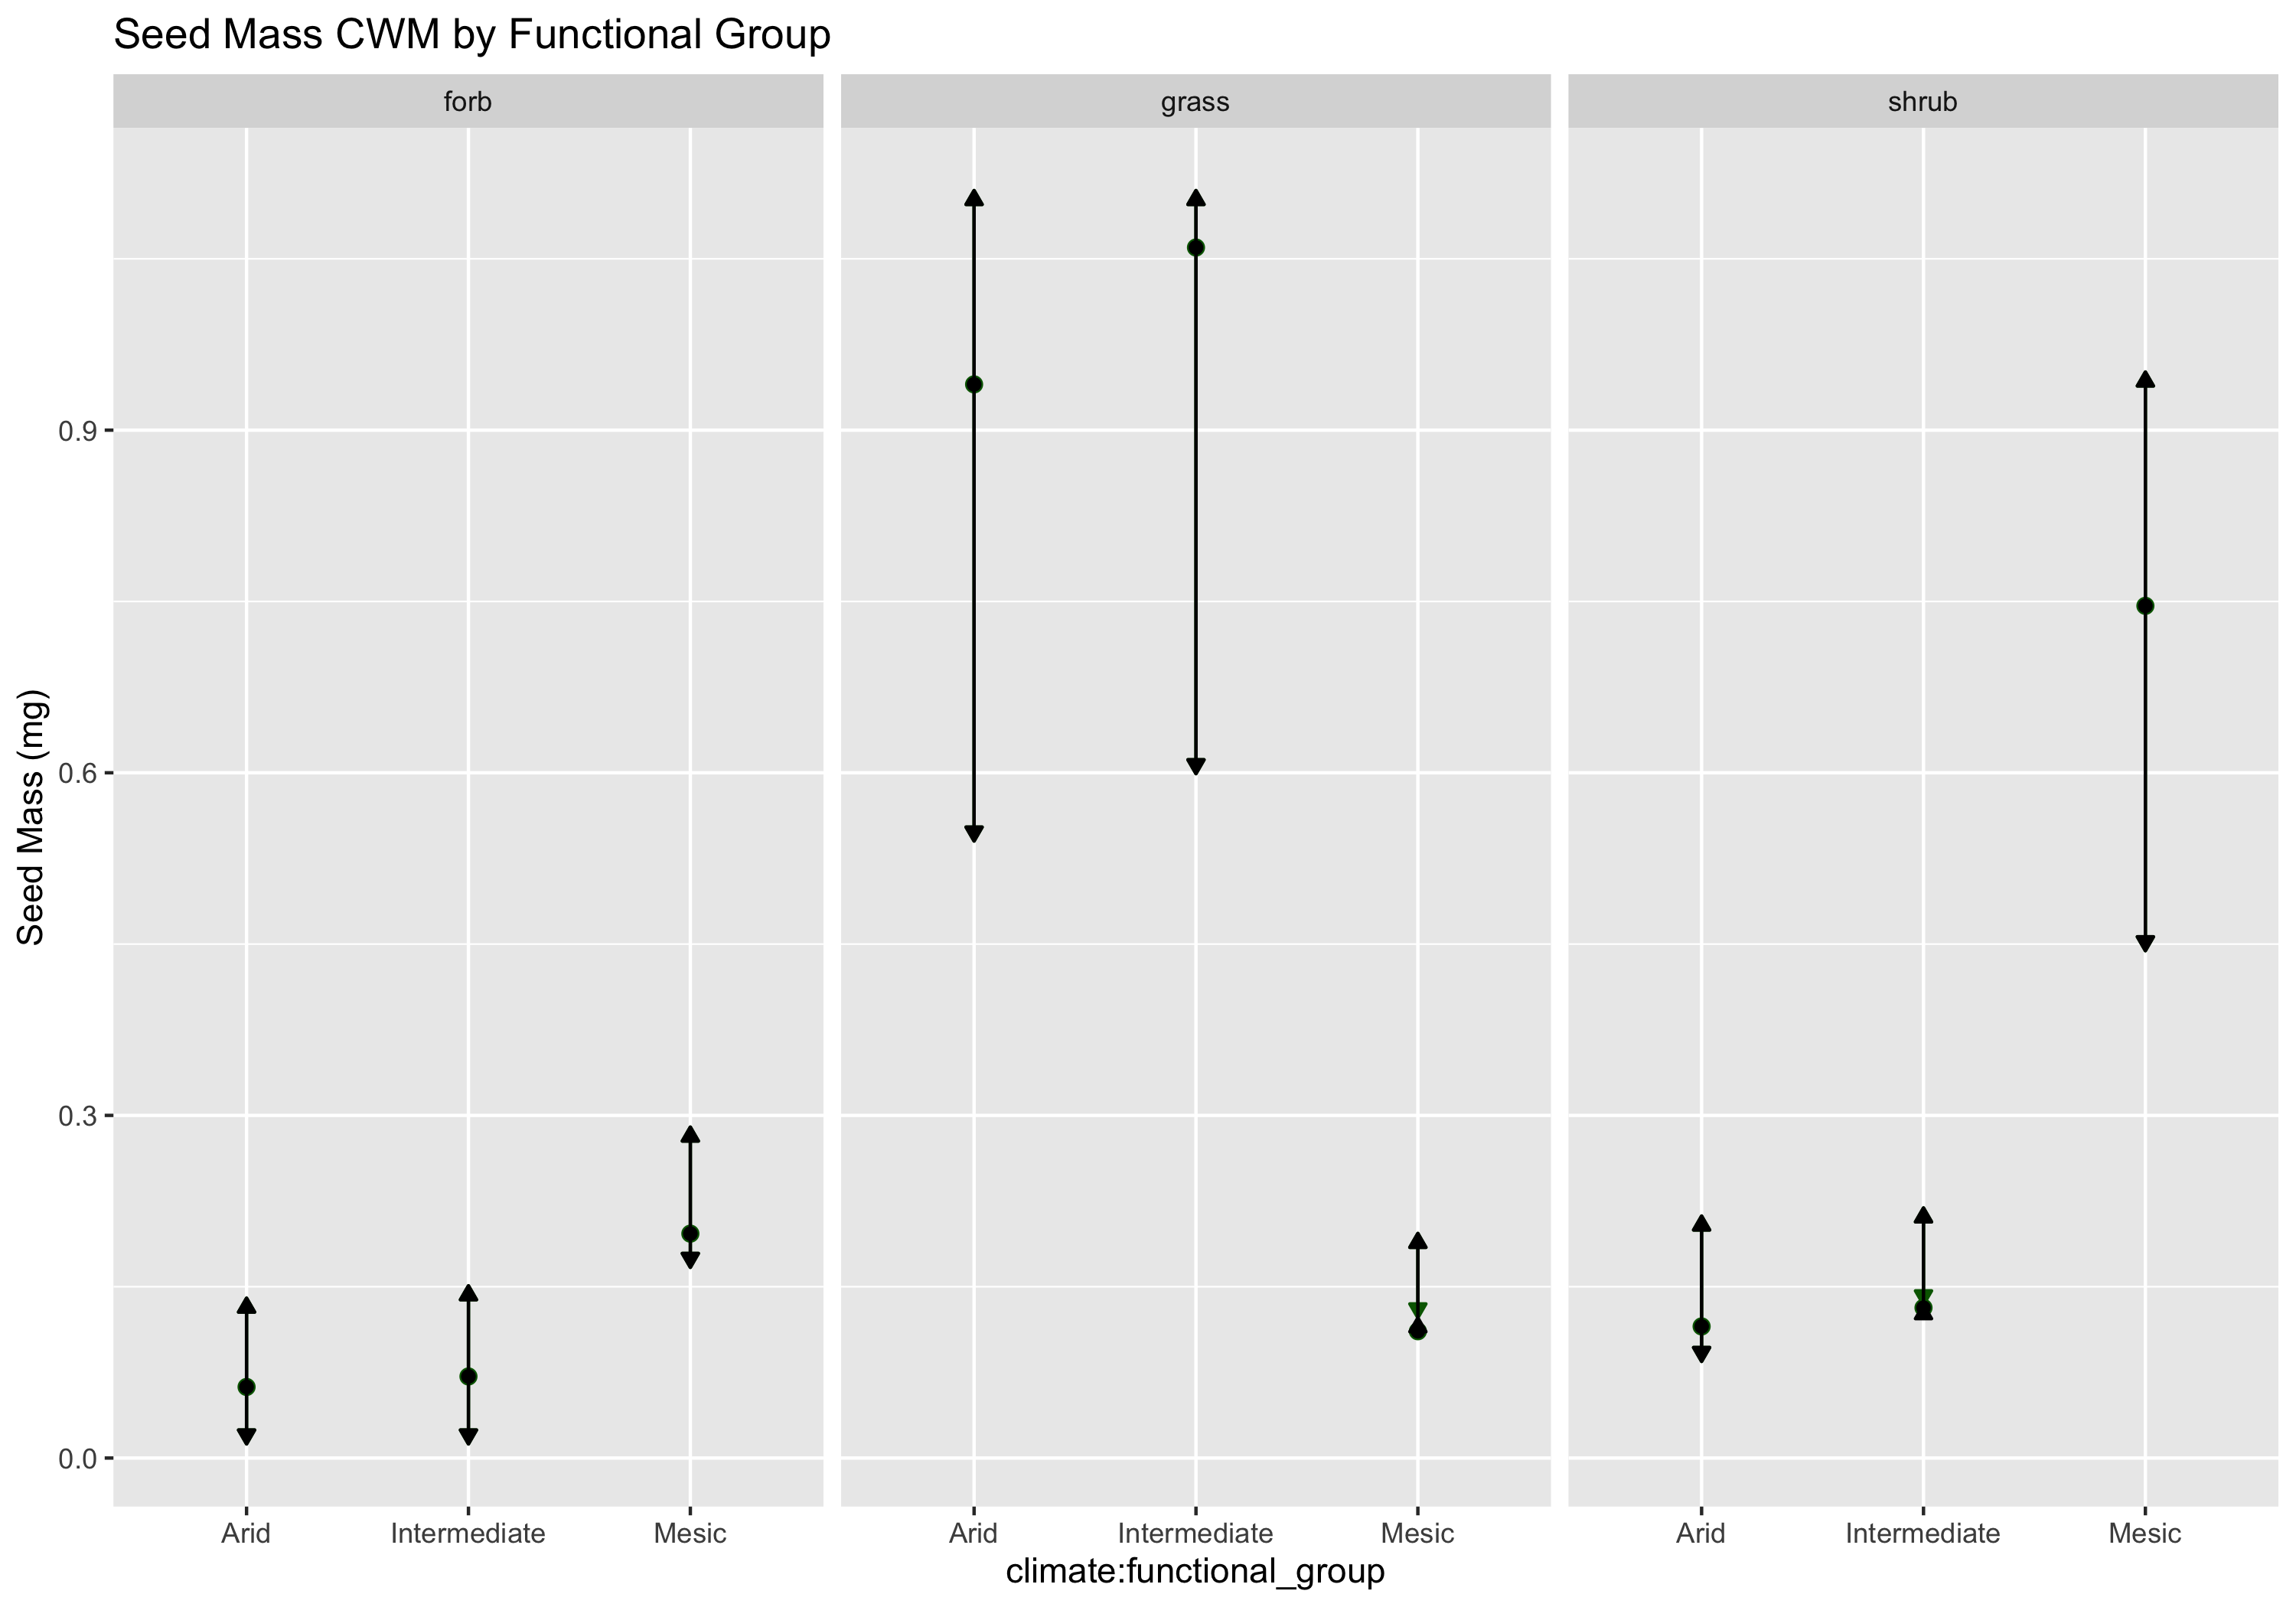 Seed Mass CWM by Functional Group
forb grass shrub
Seed Mass (mg)
0.9
0.6
0.3
0.0
Arid Intermediate Mesic Arid Intermediate Mesic Arid Intermediate Mesic
climate:functional_group